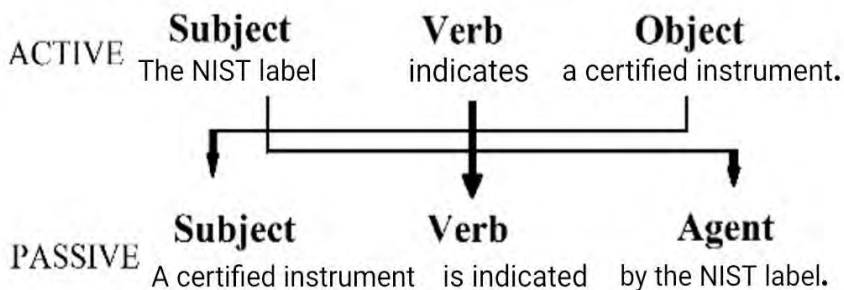 Subject Verb Object
ACTIVE The NIST label indicates a certified instrument.
Subject Verb Agent
PASSIVE A certified instrument is indicated by the NIST label.